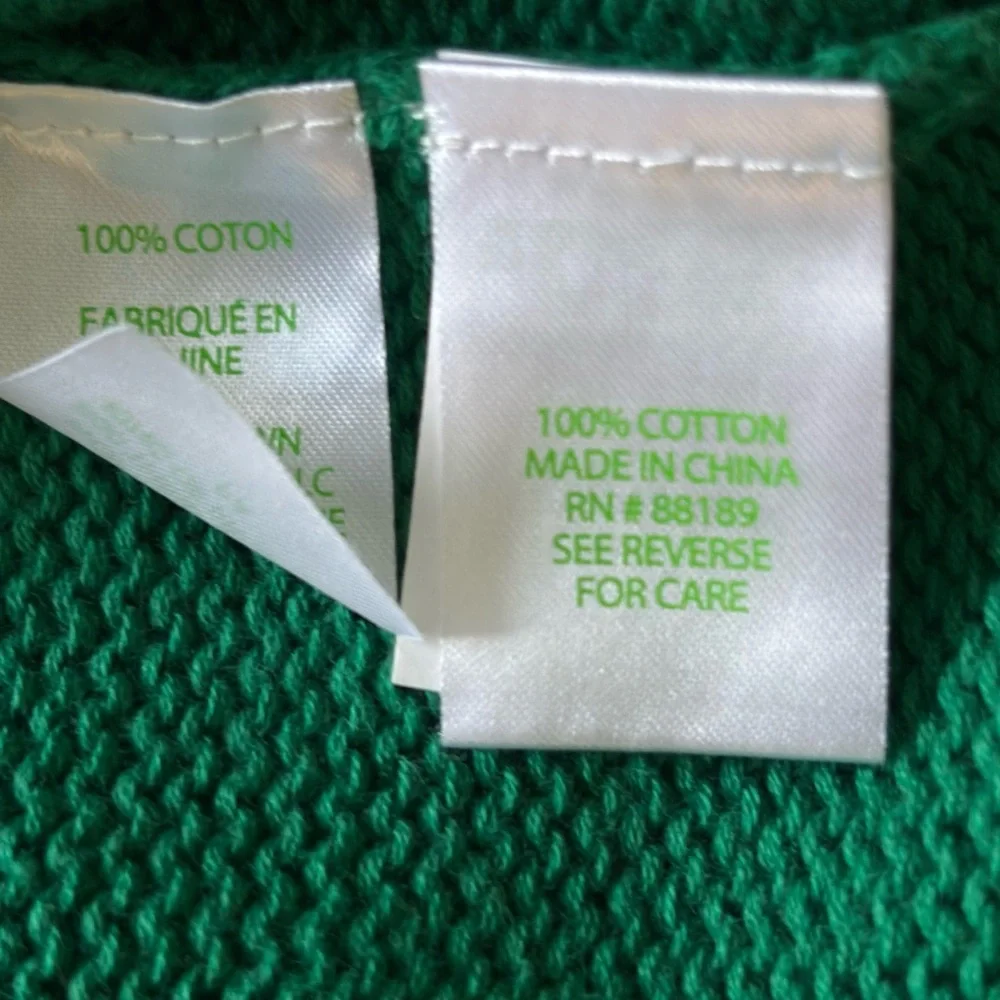 100% COTON
FABRIQUÉ EN
100% COTTON
MADE IN CHINA
RN # 88189
SEE REVERSE
FOR CARE